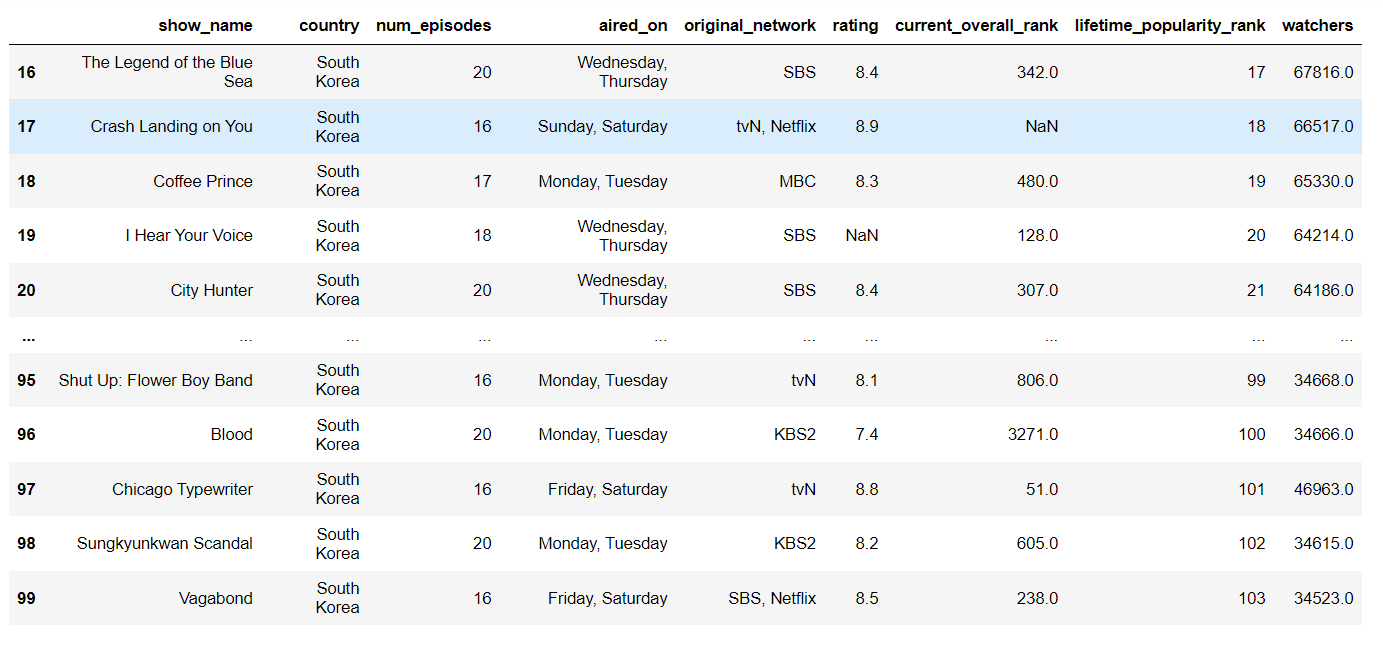 show_name country num_episodes aired_on original_network rating current_overall_rank lifetime_popularity_rank watchers
16 The Legend of the Blue Sea South Korea 20 Wednesday, Thursday SBS 8.4 342.0 17 67816.0
17 Crash Landing on You South Korea 16 Sunday, Saturday tvN, Netflix 8.9 NaN 18 66517.0
18 Coffee Prince South Korea 17 Monday, Tuesday MBC 8.3 480.0 19 65330.0
19 I Hear Your Voice South Korea 18 Wednesday, Thursday SBS NaN 128.0 20 64214.0
20 City Hunter South Korea 20 Wednesday, Thursday SBS 8.4 307.0 21 64186.0
... ... ... ... ... ... ... ... ... ...
95 Shut Up: Flower Boy Band South Korea 16 Monday, Tuesday tvN 8.1 806.0 99 34668.0
96 Blood South Korea 20 Monday, Tuesday KBS2 7.4 3271.0 100 34666.0
97 Chicago Typewriter South Korea 16 Friday, Saturday tvN 8.8 51.0 101 46963.0
98 Sungkyunkwan Scandal South Korea 20 Monday, Tuesday KBS2 8.2 605.0 102 34615.0
99 Vagabond South Korea 16 Friday, Saturday SBS, Netflix 8.5 238.0 103 34523.0